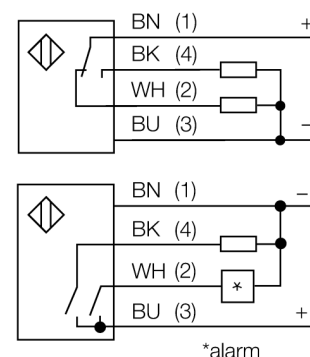 BN (1) +
BK (4)
WH (2)
BU (3) –
BN (1) –
BK (4)
WH (2)
*
BU (3) +
*alarm